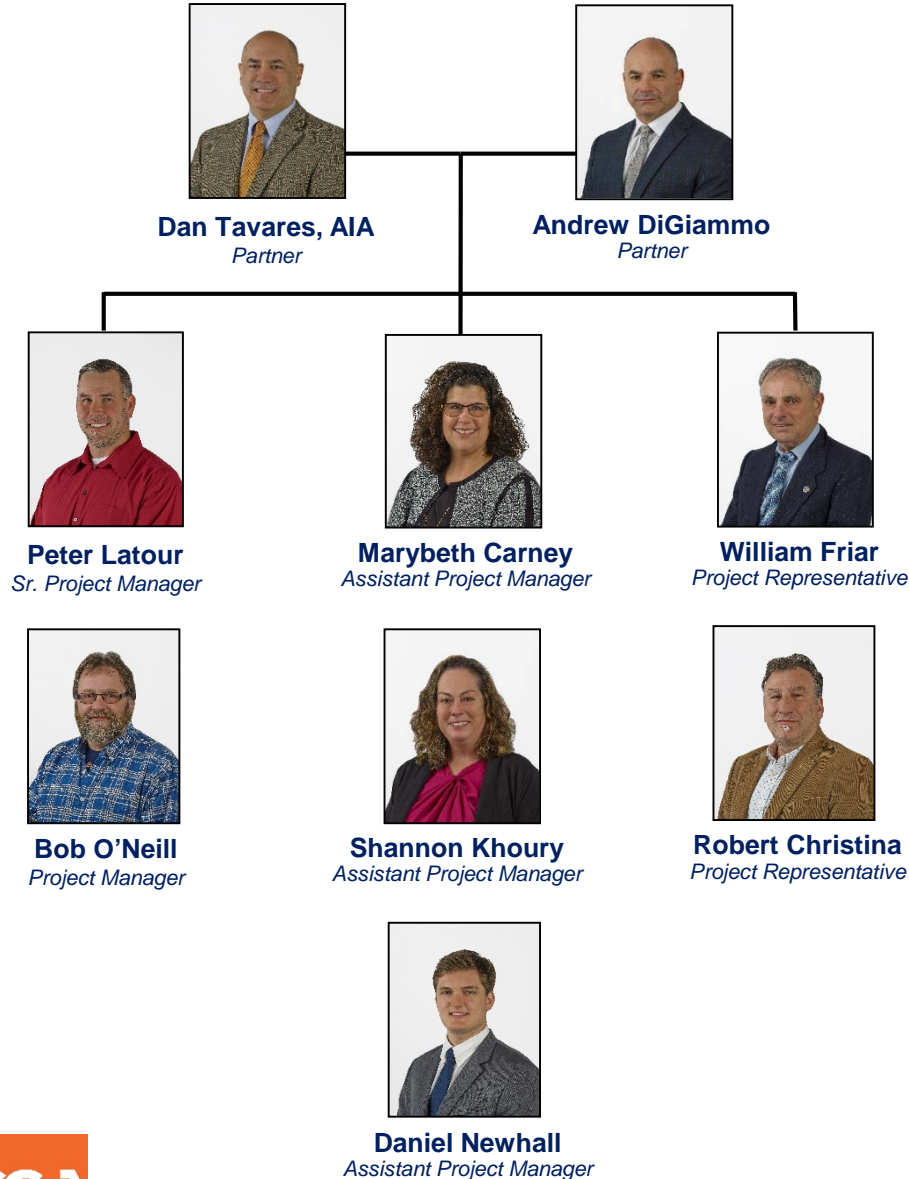 Dan Tavares, AIA
Partner
Andrew DiGiammo
Partner
Peter Latour
Sr. Project Manager
Marybeth Carney
Assistant Project Manager
William Friar
Project Representative
Bob O’Neill
Project Manager
Shannon Khoury
Assistant Project Manager
Robert Christina
Project Representative
Daniel Newhall
Assistant Project Manager